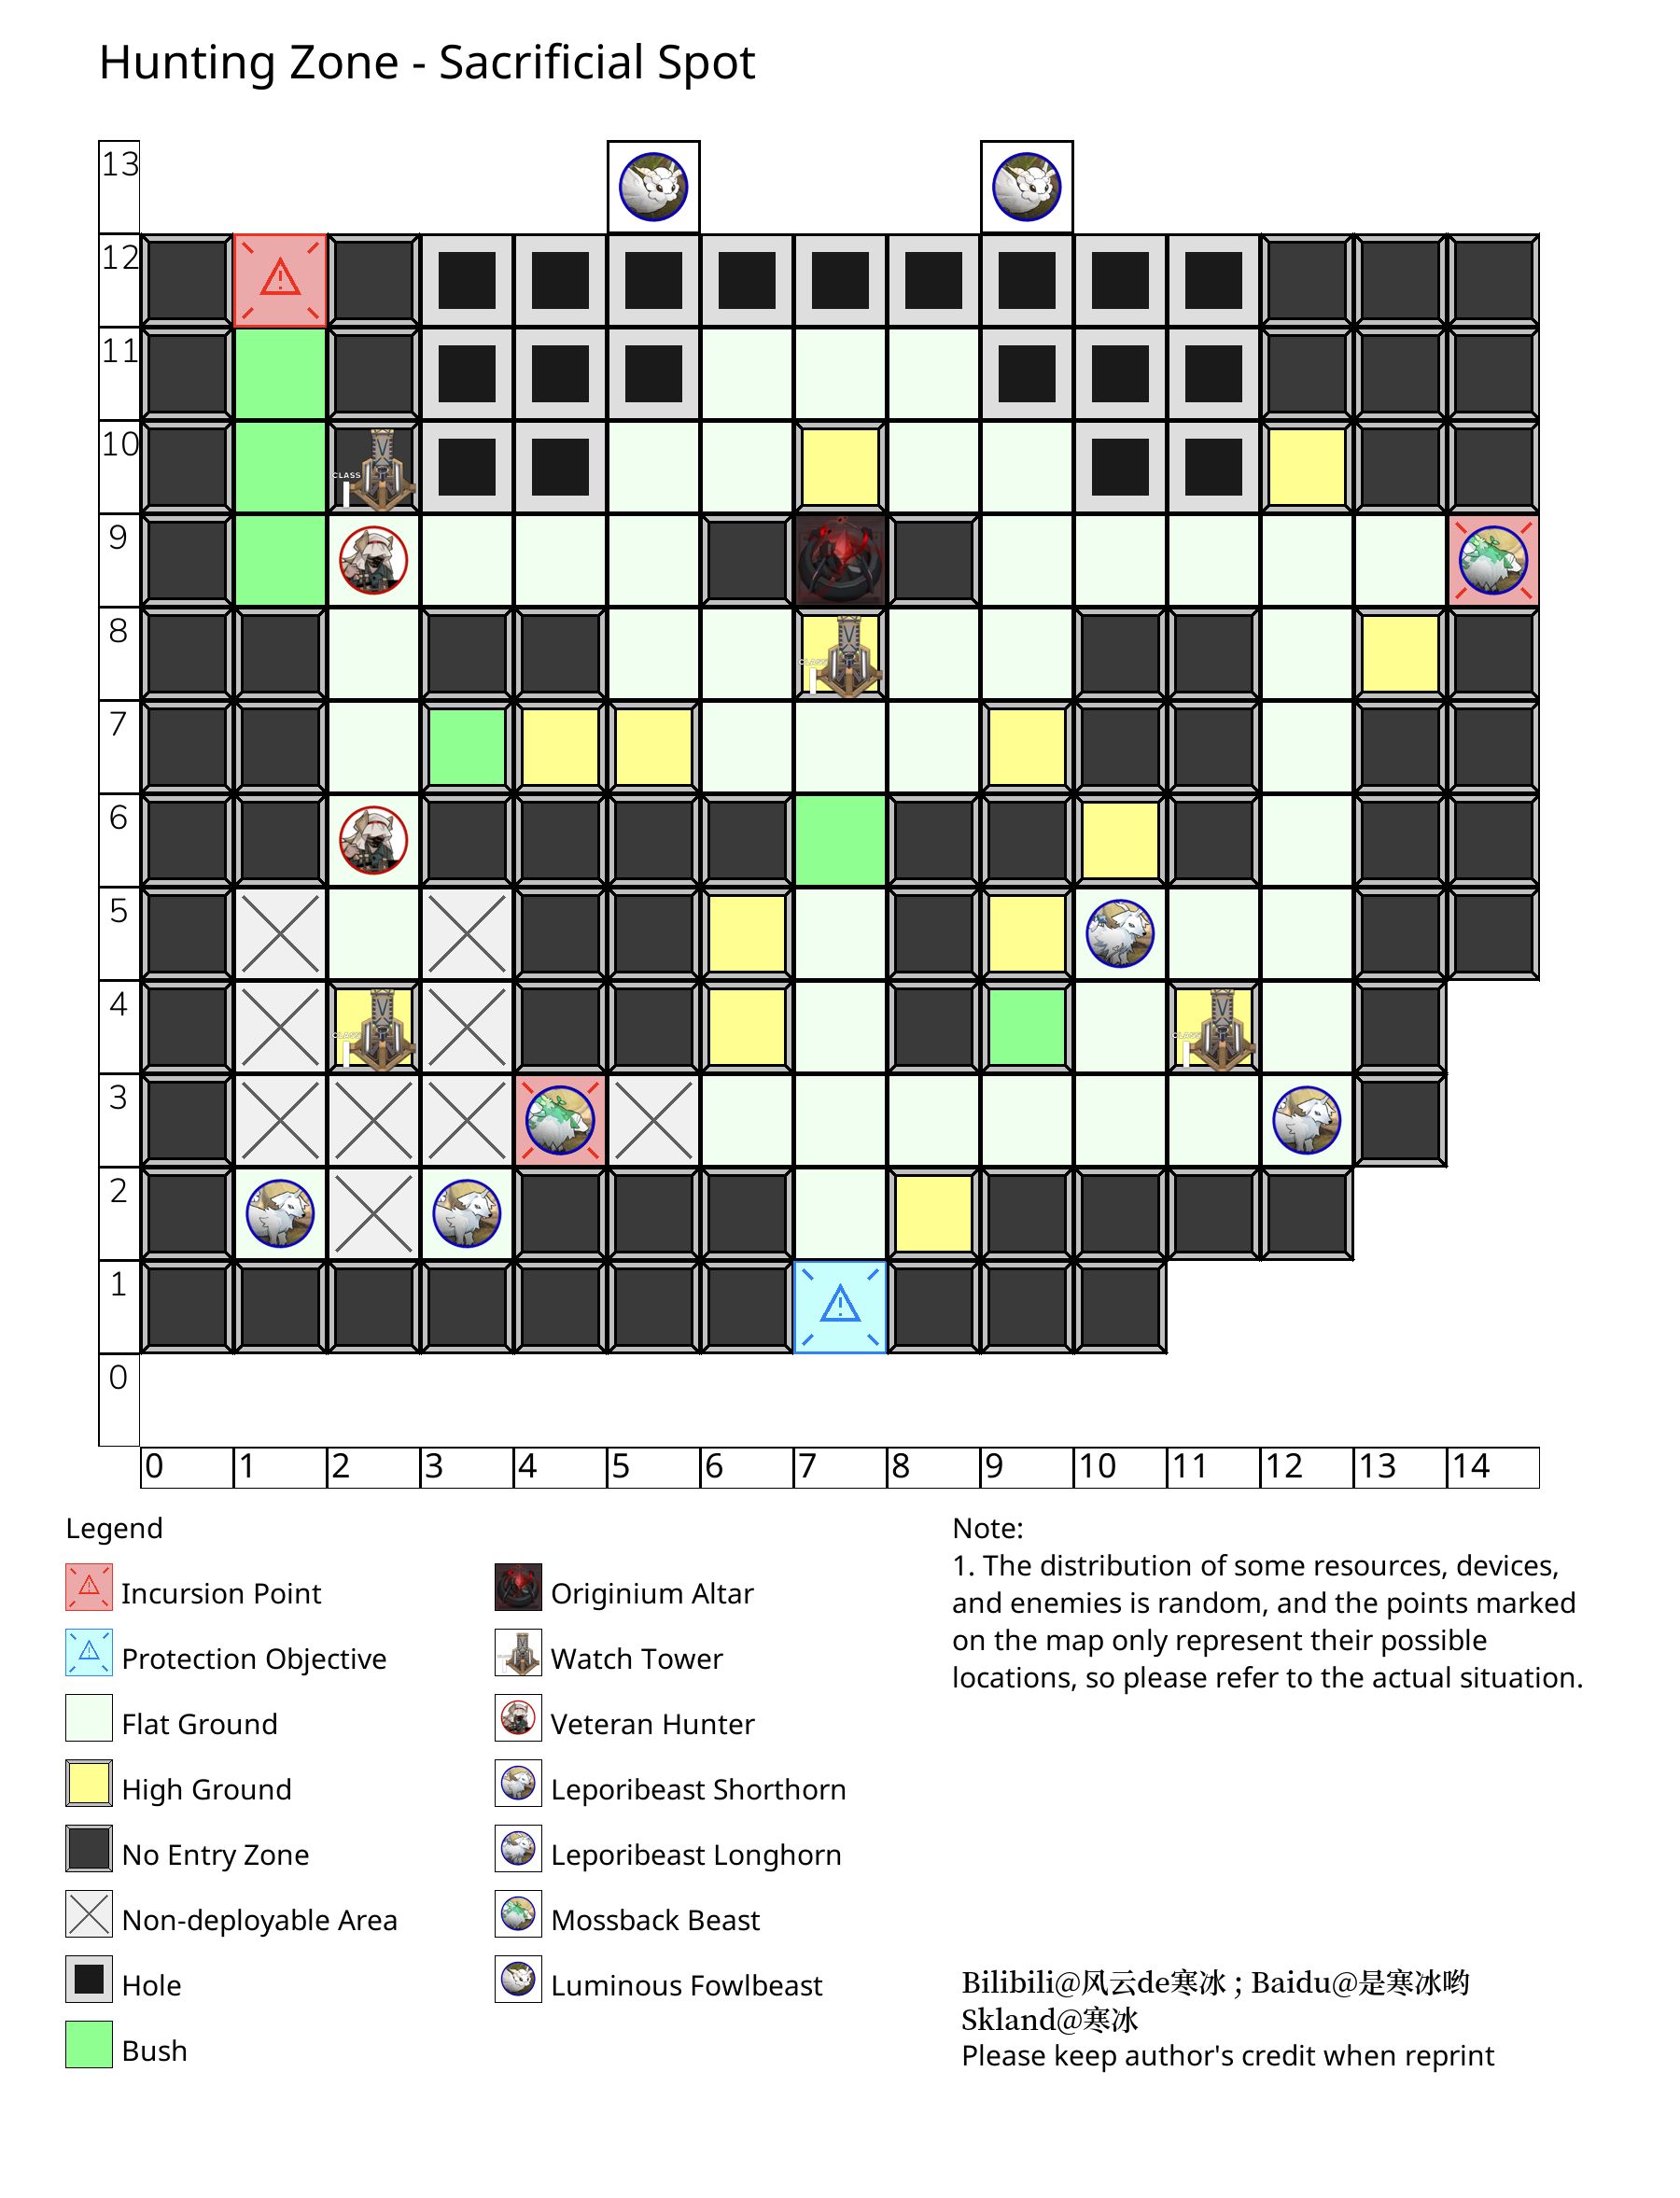 Hunting Zone - Sacrificial Spot
13
12
11
10
CLASS
9
8
CLASS
7
6
5
4
CLASS
CLASS
3
2
1
0
0 1 2 3 4 5 6 7 8 9 10 11 12 13 14
Legend
Incursion Point
Protection Objective
Flat Ground
High Ground
No Entry Zone
Non-deployable Area
Hole
Bush
Originium Altar
Watch Tower
Veteran Hunter
Leporibeast Shorthorn
Leporibeast Longhorn
Mossback Beast
Luminous Fowlbeast
Note:
1. The distribution of some resources, devices,
and enemies is random, and the points marked
on the map only represent their possible
locations, so please refer to the actual situation.
Bilibili@风云de寒冰 ; Baidu@是寒冰哟
Skland@寒冰
Please keep author's credit when reprint